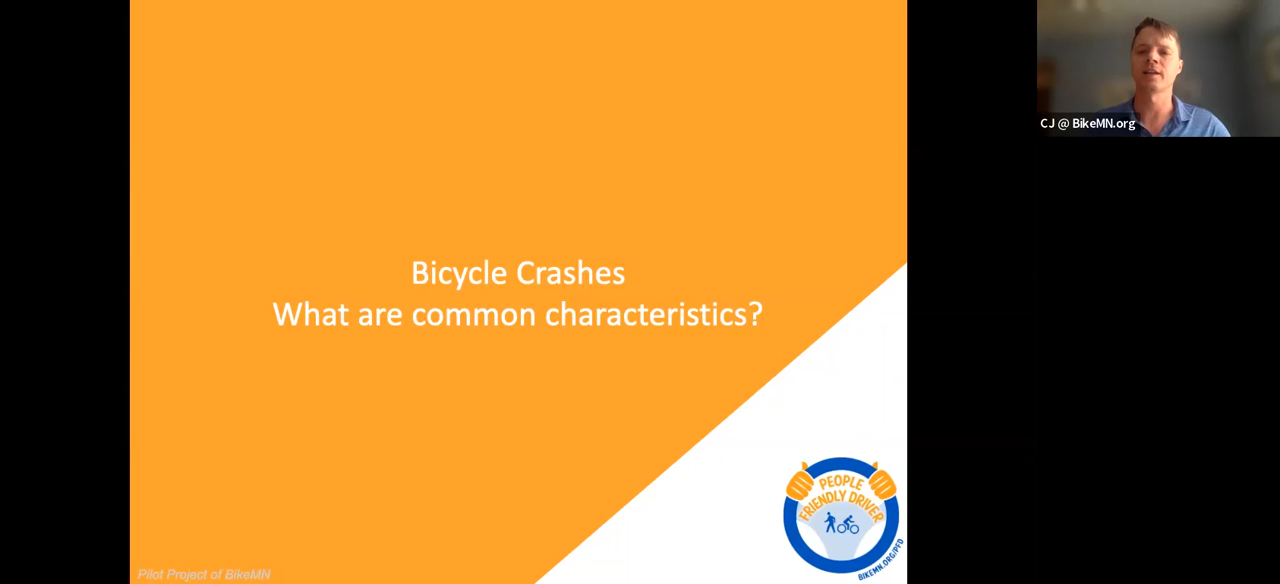 Bicycle Crashes
What are common characteristics?
CJ @ BikeMN.org
PEOPLE
FRIENDLY DRIVER
BIKEMN.ORG/PFD
Pilot Project of BikeMN